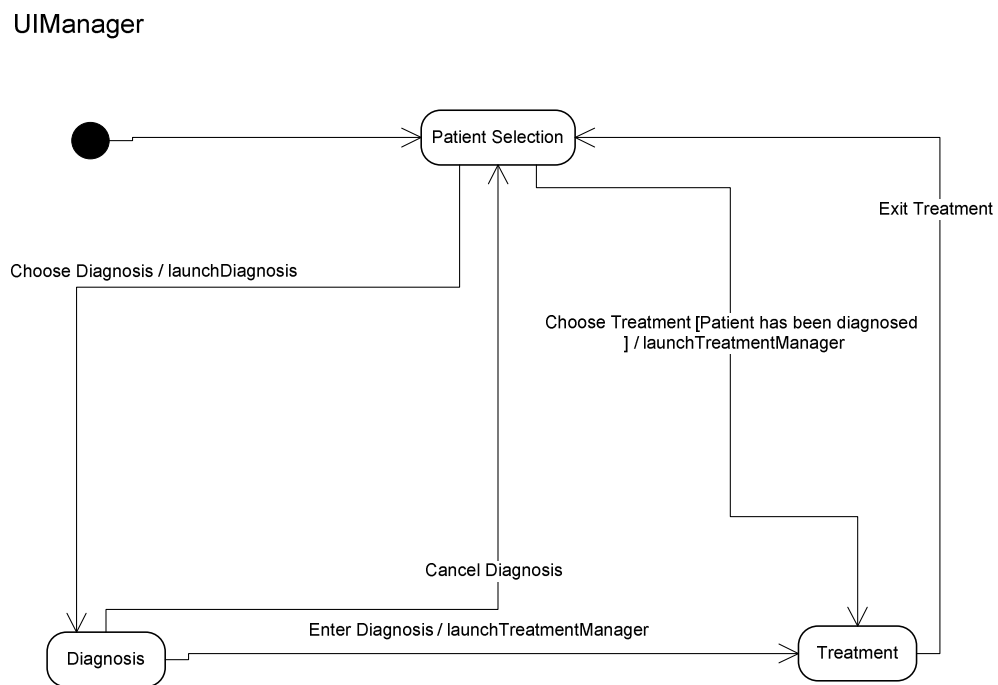 UIManager
Patient Selection
Exit Treatment
Choose Diagnosis / launchDiagnosis
Choose Treatment [Patient has been diagnosed
] / launchTreatmentManager
Cancel Diagnosis
Enter Diagnosis / launchTreatmentManager
Diagnosis
Treatment